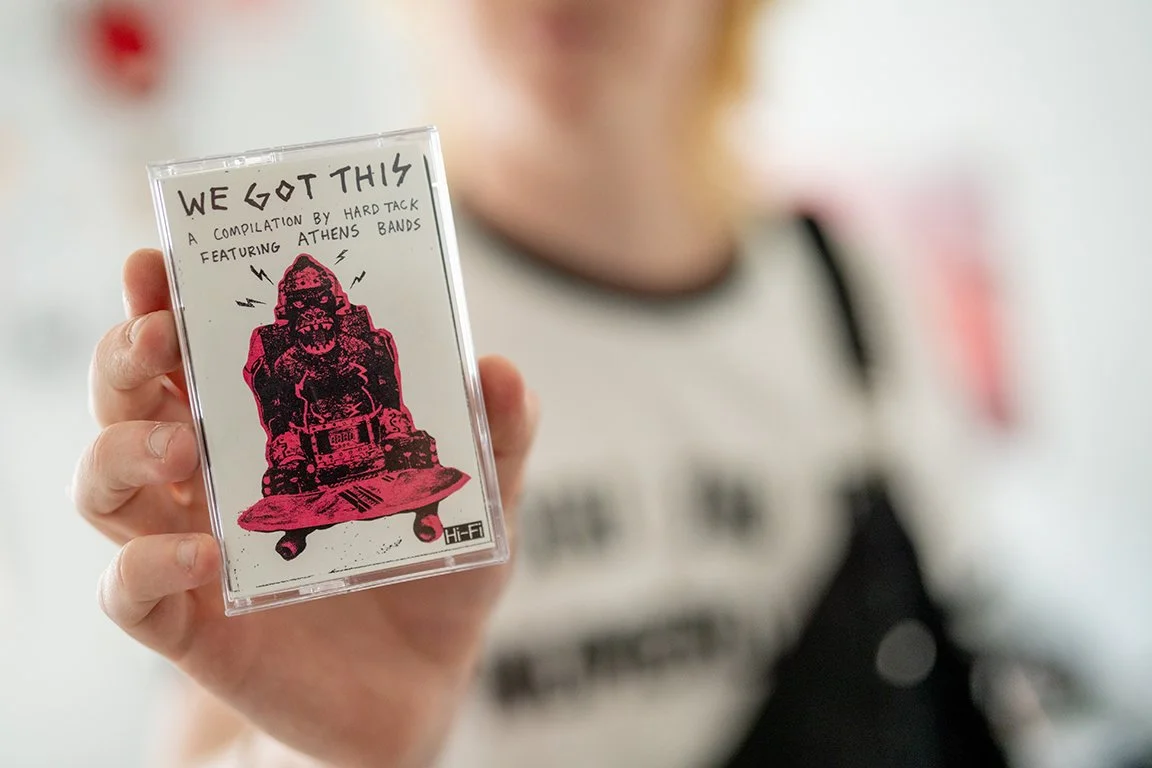 WE GOT THIS
A COMPILATION BY HARD TACK
FEATURING ATHENS BANDS
Hi-Fi